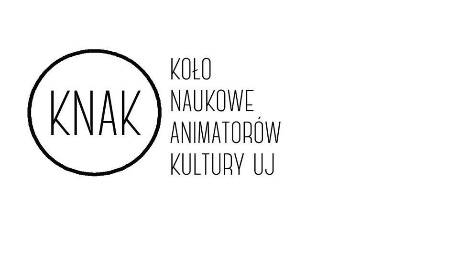 KNAK
KOŁO
NAUKOWE
ANIMATORÓW
KULTURY UJ